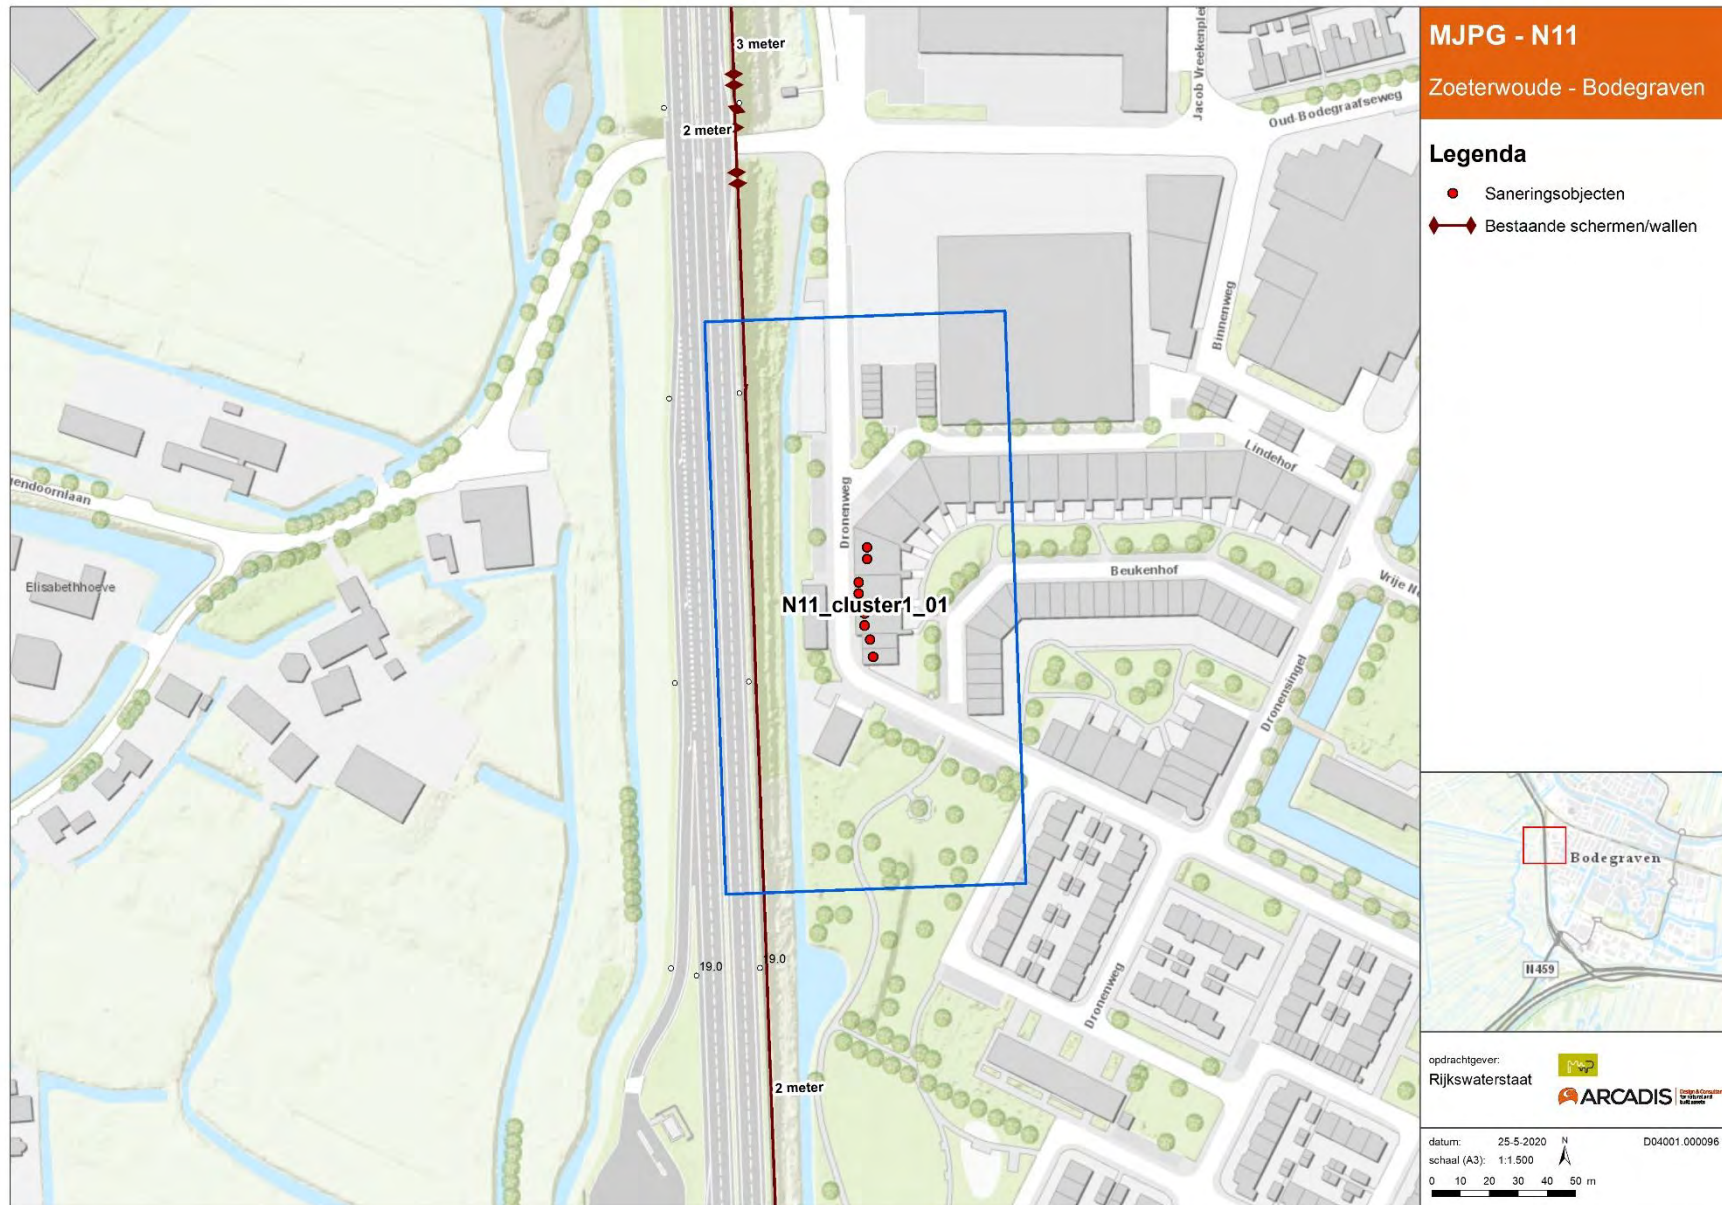 3 meter
2 meter
Jacob Vreekenplei
Oud-Bodegraafseweg
Binnenweg
Lindehof
Dronenweg
Beukenhof
Elisabethhoeve
N11_cluster1_01
Dronensingel
19.0
19.0
Dronenweg
2 meter
MJPG - N11
Zoeterwoude - Bodegraven
Legenda
Saneringsobjecten
Bestaande schermen/wallen
Bodegraven
N459
opdrachtgever:
Rijkswaterstaat
ARCADIS
datum: 25-5-2020 N D04001.000096
schaal (A3): 1:1.500
0 10 20 30 40 50 m